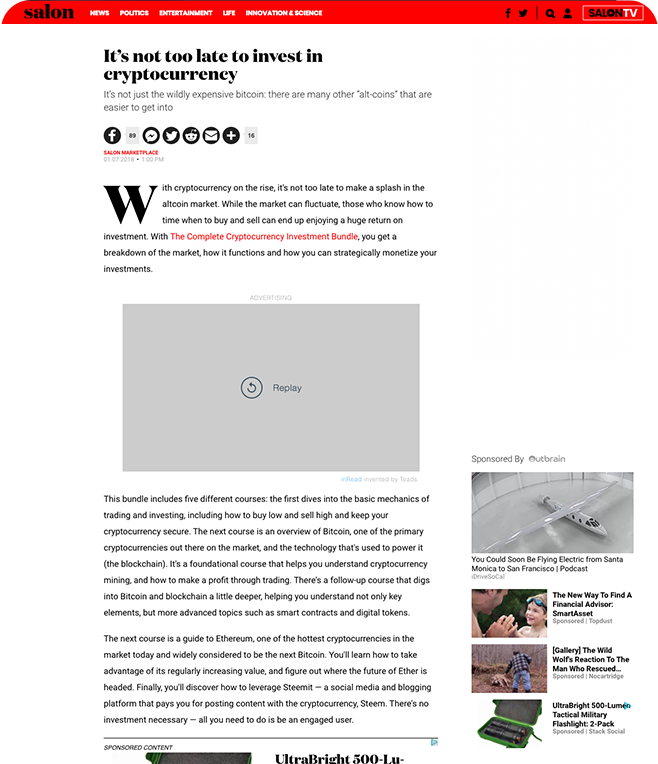 salon NEWS POLITICS ENTERTAINMENT LIFE INNOVATION & SCIENCE SALONTV
It's not too late to invest in
cryptocurrency
It's not just the wildly expensive bitcoin: there are many other "alt-coins" that are
easier to get into
89 16
SALON MARKETPLACE
01.07.2018 • 1:00 PM
With cryptocurrency on the rise, it's not too late to make a splash in the
altcoin market. While the market can fluctuate, those who know how to
time when to buy and sell can end up enjoying a huge return on
investment. With The Complete Cryptocurrency Investment Bundle, you get a
breakdown of the market, how it functions and how you can strategically monetize your
investments.
ADVERTISING
Replay
inRead invented by Teads
This bundle includes five different courses: the first dives into the basic mechanics of
trading and investing, including how to buy low and sell high and keep your
cryptocurrency secure. The next course is an overview of Bitcoin, one of the primary
cryptocurrencies out there on the market, and the technology that's used to power it
(the blockchain). It's a foundational course that helps you understand cryptocurrency
mining, and how to make a profit through trading. There's a follow-up course that digs
into Bitcoin and blockchain a little deeper, helping you understand not only key
elements, but more advanced topics such as smart contracts and digital tokens.
The next course is a guide to Ethereum, one of the hottest cryptocurrencies in the
market today and widely considered to be the next Bitcoin. You'll learn how to take
advantage of its regularly increasing value, and figure out where the future of Ether is
headed. Finally, you'll discover how to leverage Steemit — a social media and blogging
platform that pays you for posting content with the cryptocurrency, Steem. There's no
investment necessary — all you need to do is be an engaged user.
SPONSORED CONTENT
UltraBright 500-Lu-
Sponsored By Outbrain
You Could Soon Be Flying Electric from Santa
Monica to San Francisco | Podcast
iDriveSoCal
The New Way To Find A
Financial Advisor:
SmartAsset
Sponsored | Topdust
[Gallery] The Wild
Wolf's Reaction To The
Man Who Rescued...
Sponsored | Nocartridge
UltraBright 500-Lumen
Tactical Military
Flashlight: 2-Pack
Sponsored | Stack Social